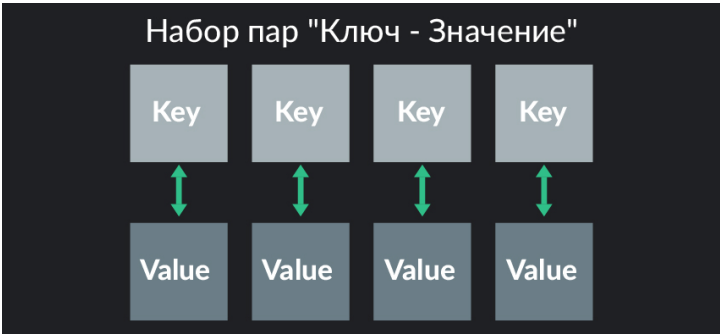 Набор пар "Ключ - Значение"
Key Key Key Key
Value Value Value Value